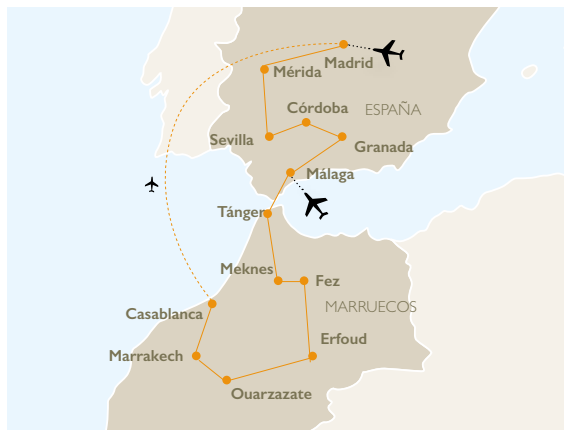 Madrid
Mérida
Córdoba
ESPAÑA
Sevilla
Granada
Málaga
Tánger
Meknes
Fez
MARRUECOS
Casablanca
Erfoud
Marrakech
Ouarzazate